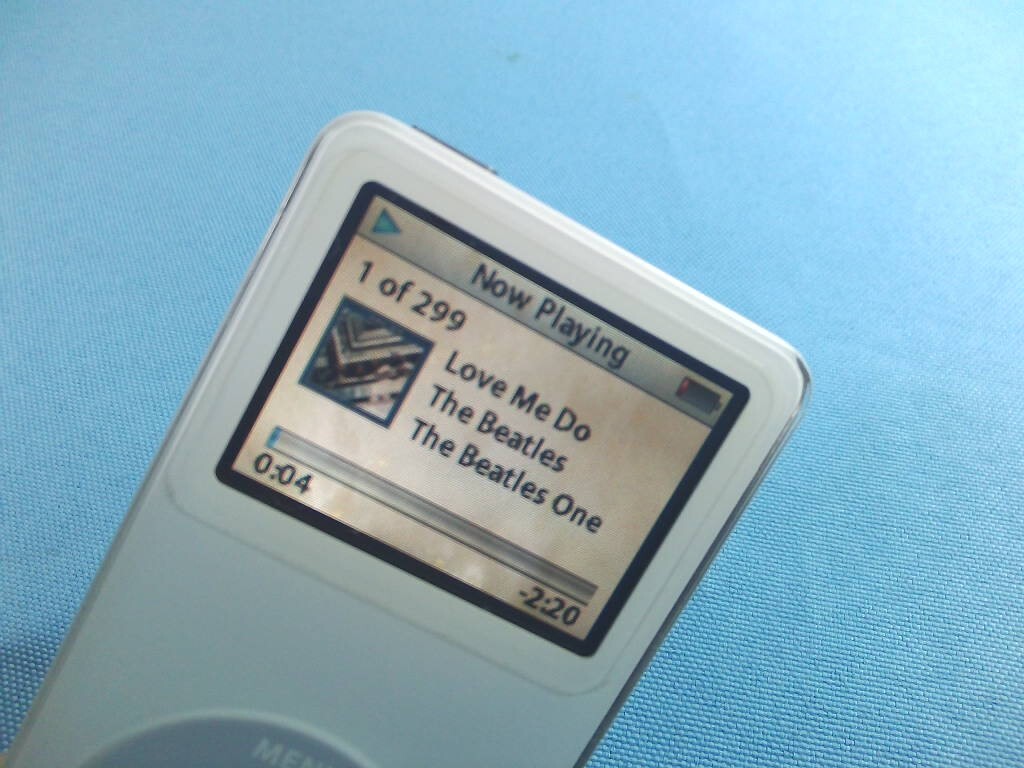 Now Playing
1 of 299
Love Me Do
The Beatles
The Beatles One
0:04
-2:20
MENU